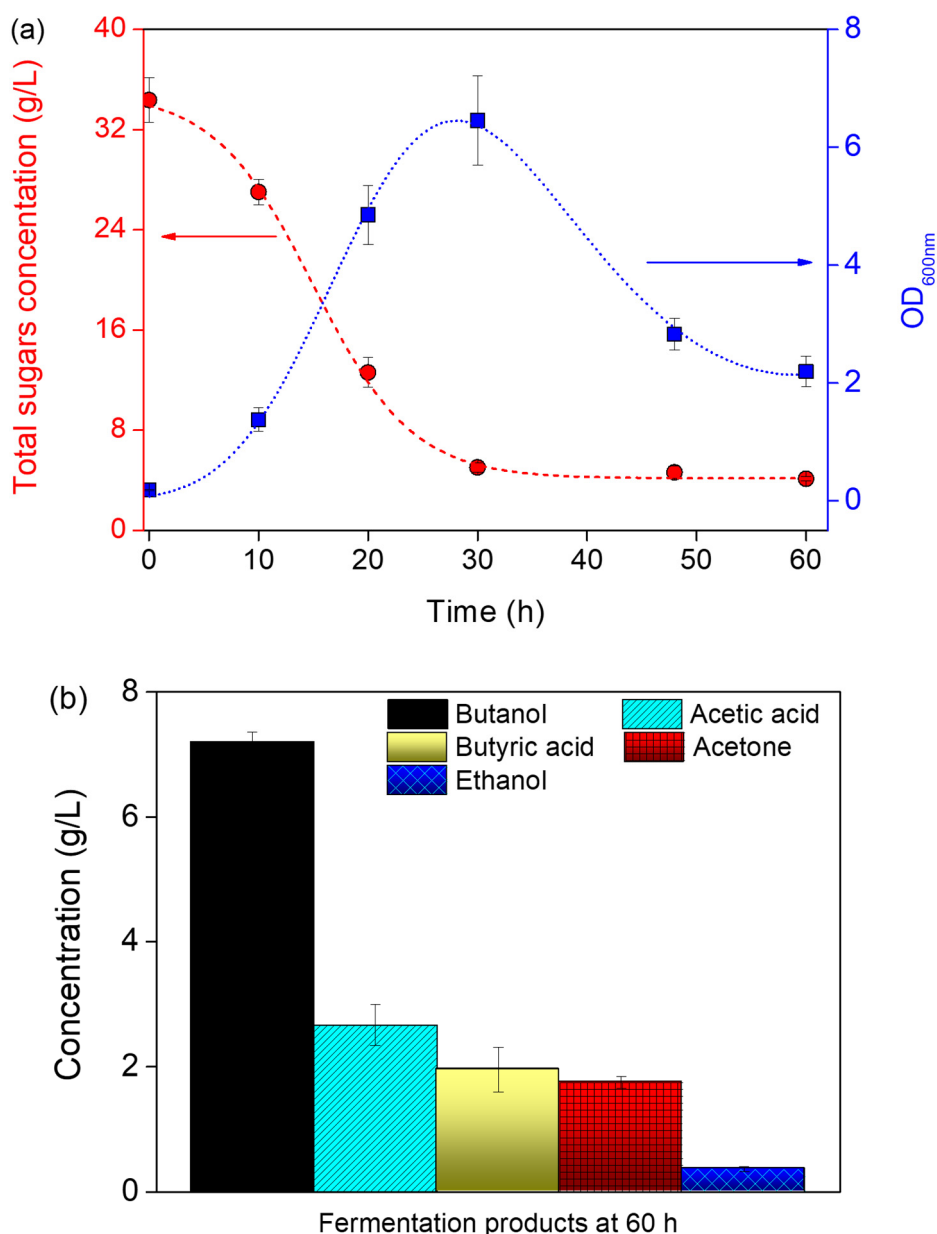 (a)
Total sugars concentration (g/L)
40
32
24
16
8
0
8
6
4
2
0
OD600nm
0 10 20 30 40 50 60
Time (h)
(b)
Concentration (g/L)
8
6
4
2
0
Butanol Acetic acid
Butyric acid Acetone
Ethanol
Fermentation products at 60 h